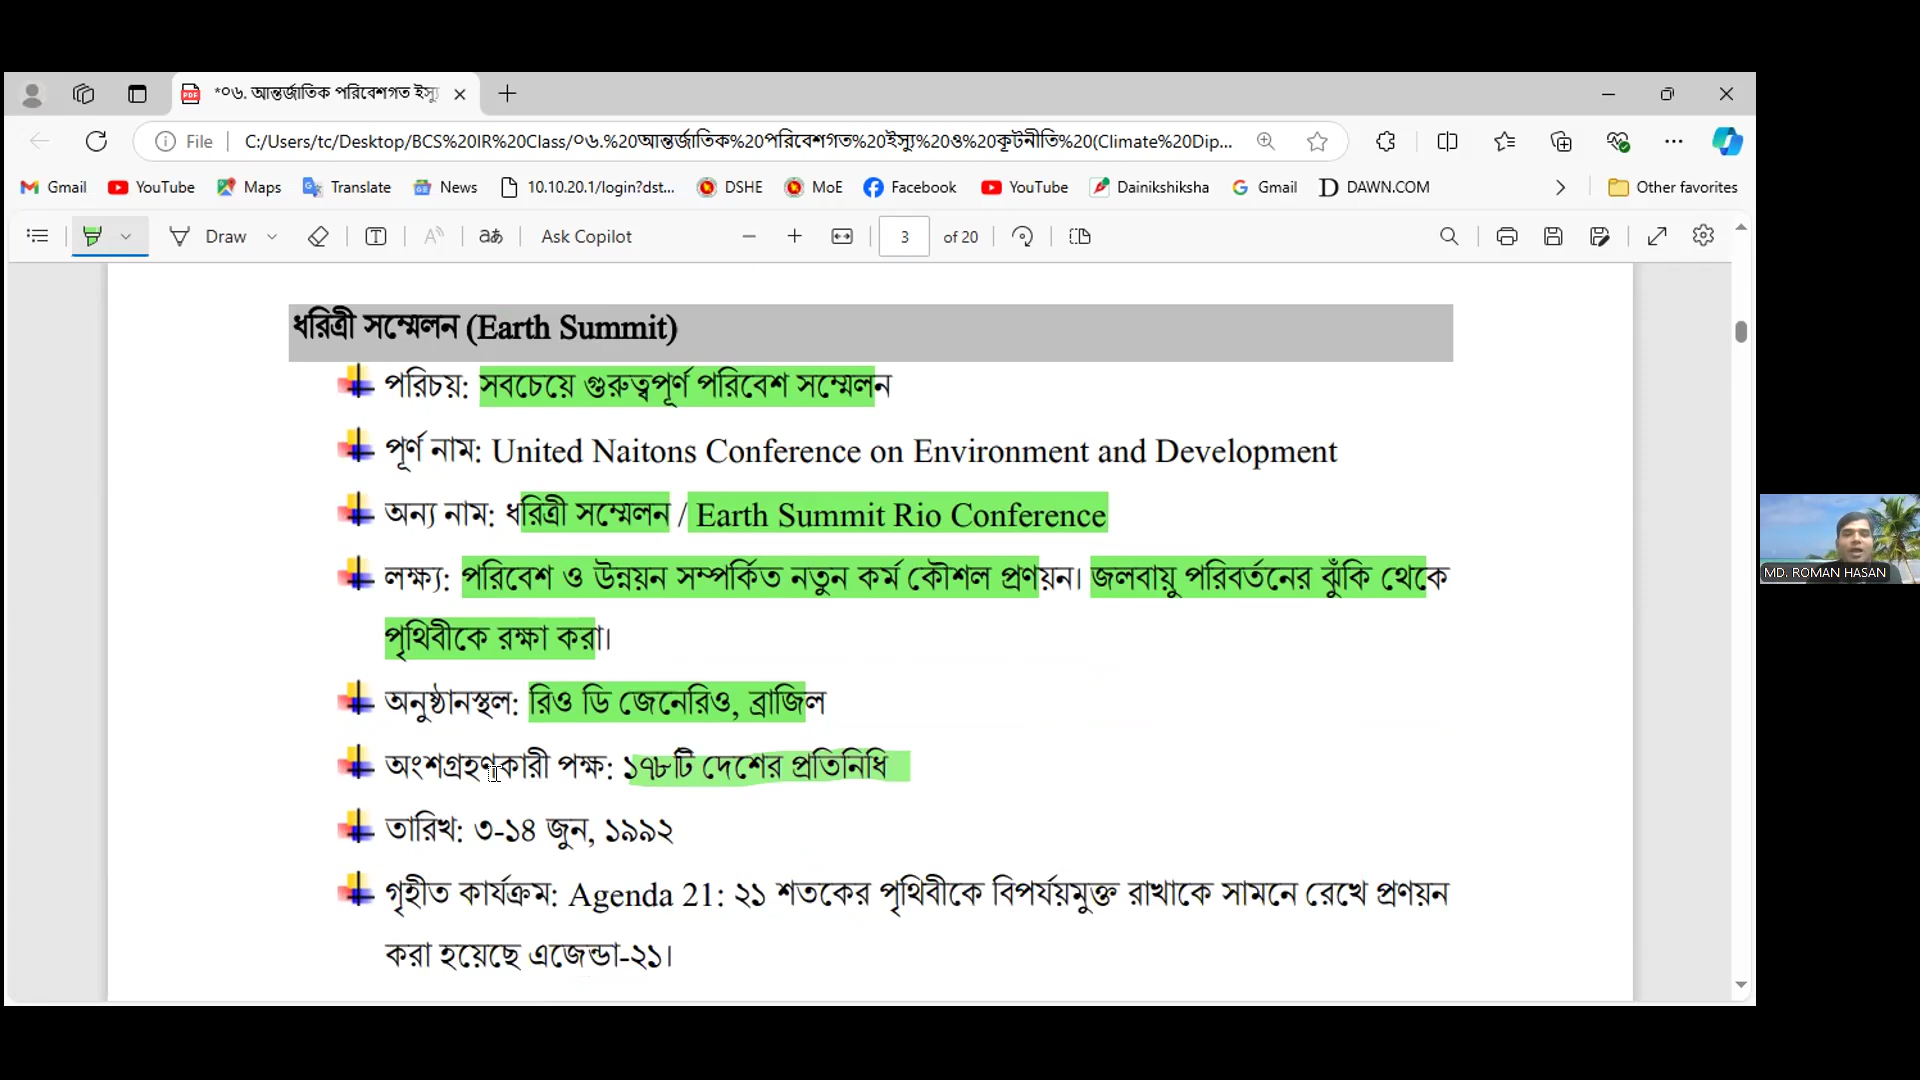 *০৬. আন্তর্জাতিক পরিবেশগত ইস্যু
File
C:/Users/tc/Desktop/BCS%20IR%20Class/০৬.%20আন্তর্জাতিক%20পরিবেশগত%20ইস্যু%20ও%20কূটনীতি%20(Climate%20Dip...
Gmail YouTube Maps Translate News 10.10.20.1/login?dst... DSHE MoE Facebook YouTube Dainikshiksha Gmail DAWN.COM Other favorites
Draw Ask Copilot 3 of 20
ধরিত্রী সম্মেলন (Earth Summit)
পরিচয়: সবচেয়ে গুরুত্বপূর্ণ পরিবেশ সম্মেলন
পূর্ণ নাম: United Naitons Conference on Environment and Development
অন্য নাম: ধরিত্রী সম্মেলন / Earth Summit Rio Conference
লক্ষ্য: পরিবেশ ও উন্নয়ন সম্পর্কিত নতুন কর্ম কৌশল প্রণয়ন। জলবায়ু পরিবর্তনের ঝুঁকি থেকে
পৃথিবীকে রক্ষা করা।
অনুষ্ঠানস্থল: রিও ডি জেনেরিও, ব্রাজিল
অংশগ্রহণকারী পক্ষ: ১৭৮টি দেশের প্রতিনিধি
তারিখ: ৩-১৪ জুন, ১৯৯২
গৃহীত কার্যক্রম: Agenda 21: ২১ শতকের পৃথিবীকে বিপর্যয়মুক্ত রাখাকে সামনে রেখে প্রণয়ন
করা হয়েছে এজেন্ডা-২১।
MD. ROMAN HASAN